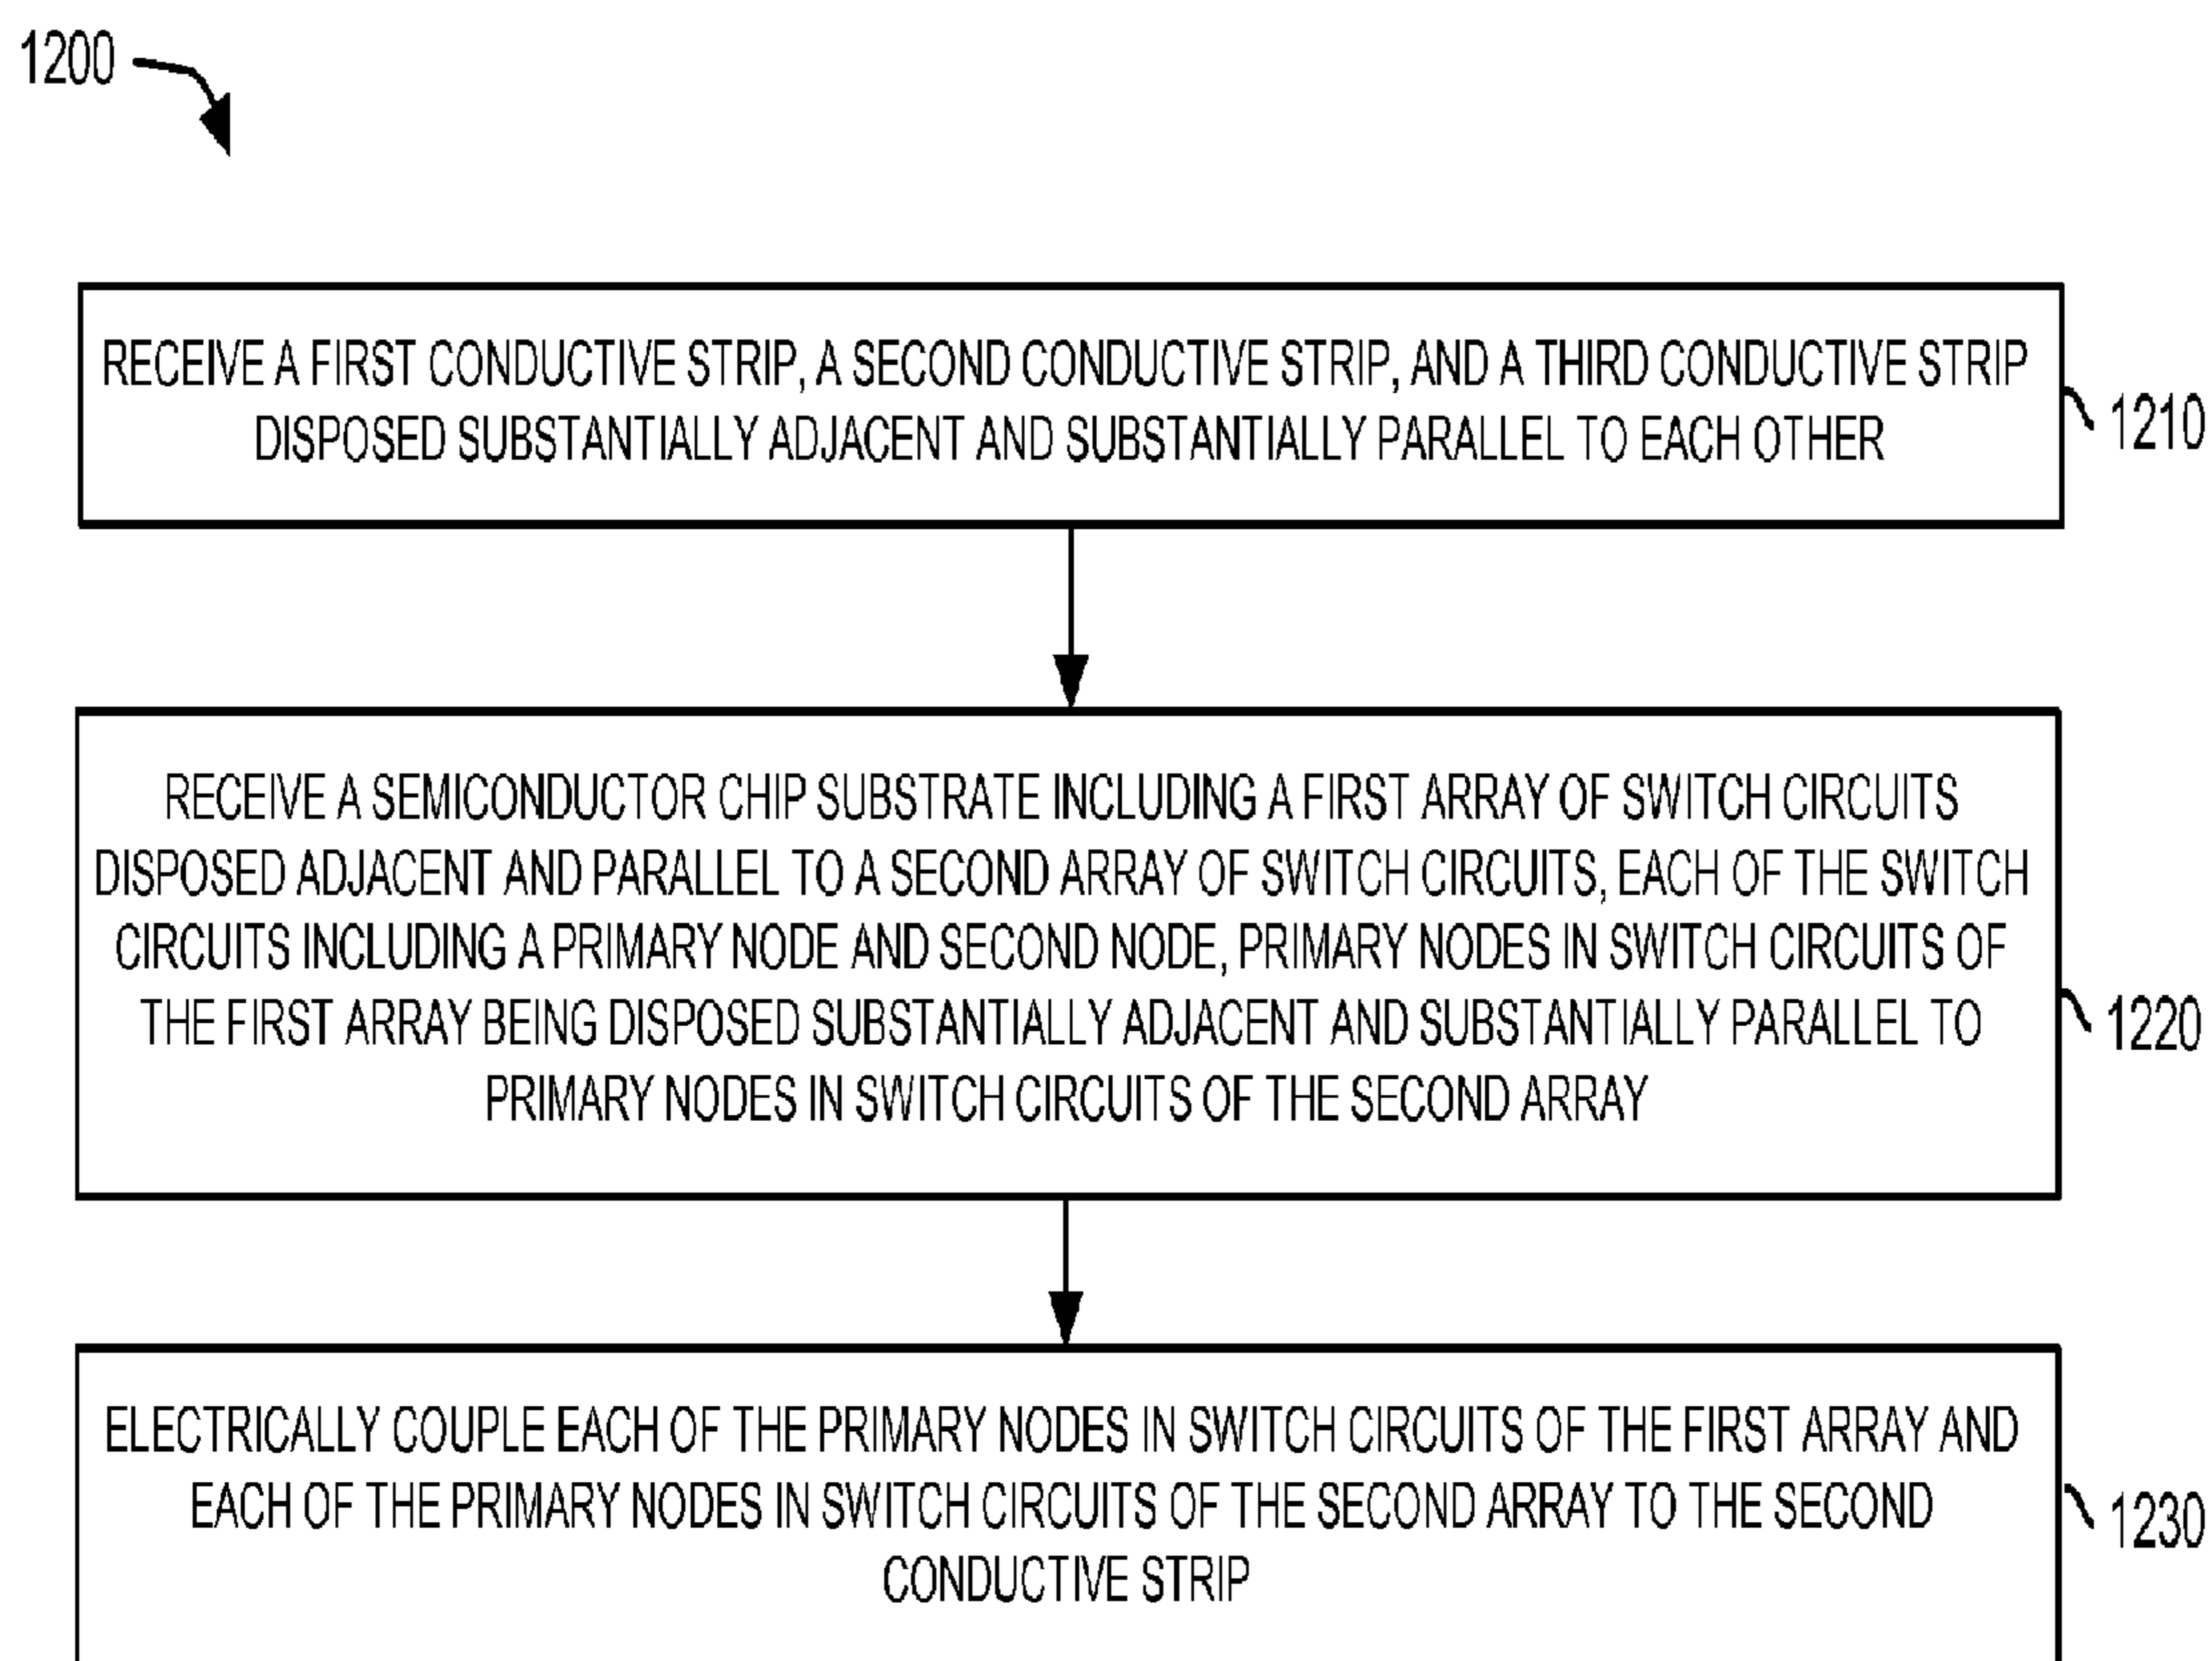 1200
RECEIVE A FIRST CONDUCTIVE STRIP, A SECOND CONDUCTIVE STRIP, AND A THIRD CONDUCTIVE STRIP
DISPOSED SUBSTANTIALLY ADJACENT AND SUBSTANTIALLY PARALLEL TO EACH OTHER
1210
RECEIVE A SEMICONDUCTOR CHIP SUBSTRATE INCLUDING A FIRST ARRAY OF SWITCH CIRCUITS
DISPOSED ADJACENT AND PARALLEL TO A SECOND ARRAY OF SWITCH CIRCUITS, EACH OF THE SWITCH
CIRCUITS INCLUDING A PRIMARY NODE AND SECOND NODE, PRIMARY NODES IN SWITCH CIRCUITS OF
THE FIRST ARRAY BEING DISPOSED SUBSTANTIALLY ADJACENT AND SUBSTANTIALLY PARALLEL TO
PRIMARY NODES IN SWITCH CIRCUITS OF THE SECOND ARRAY
1220
ELECTRICALLY COUPLE EACH OF THE PRIMARY NODES IN SWITCH CIRCUITS OF THE FIRST ARRAY AND
EACH OF THE PRIMARY NODES IN SWITCH CIRCUITS OF THE SECOND ARRAY TO THE SECOND
CONDUCTIVE STRIP
1230